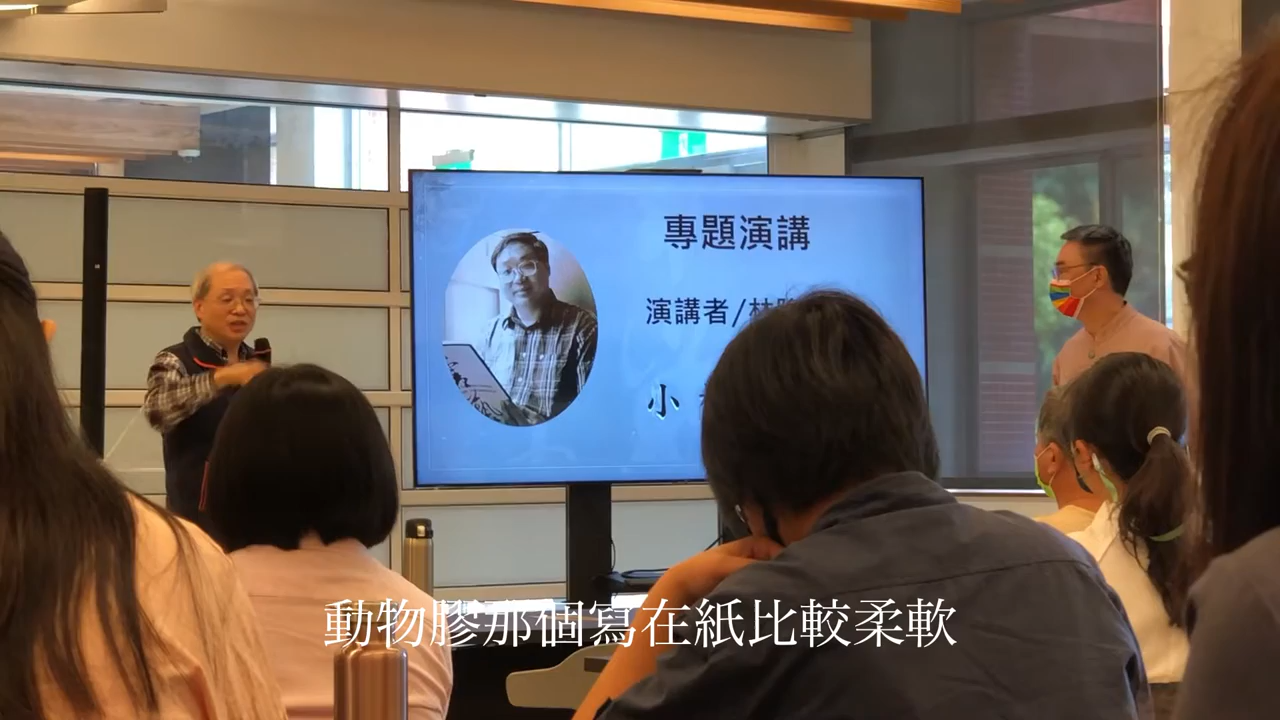 專題演講
演講者/林
小
動物膠那個寫在紙比較柔軟